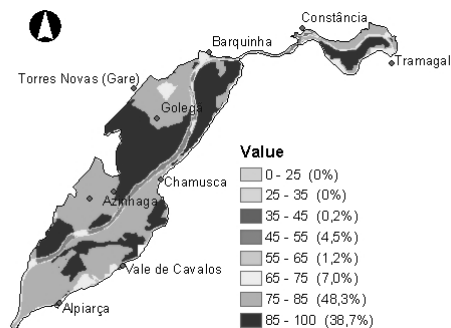 Constância
Barquinha
Tramagal
Torres Novas (Gare)
Golegã
Chamusca
Azinhaga
Vale de Cavalos
Alpiarça
Value
0 - 25 (0%)
25 - 35 (0%)
35 - 45 (0,2%)
45 - 55 (4,5%)
55 - 65 (1,2%)
65 - 75 (7,0%)
75 - 85 (48,3%)
85 - 100 (38,7%)